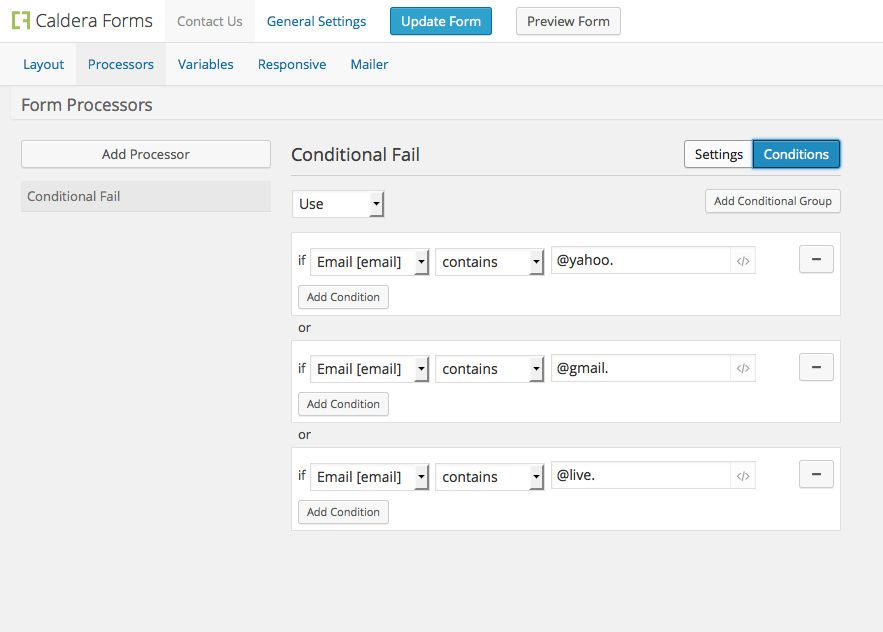 Caldera Forms Contact Us General Settings Update Form Preview Form
Layout Processors Variables Responsive Mailer
Form Processors
Add Processor
Conditional Fail
Conditional Fail Settings Conditions
Use Add Conditional Group
if Email [email] contains @yahoo. </> −
Add Condition
or
if Email [email] contains @gmail. </> −
Add Condition
or
if Email [email] contains @live. </> −
Add Condition